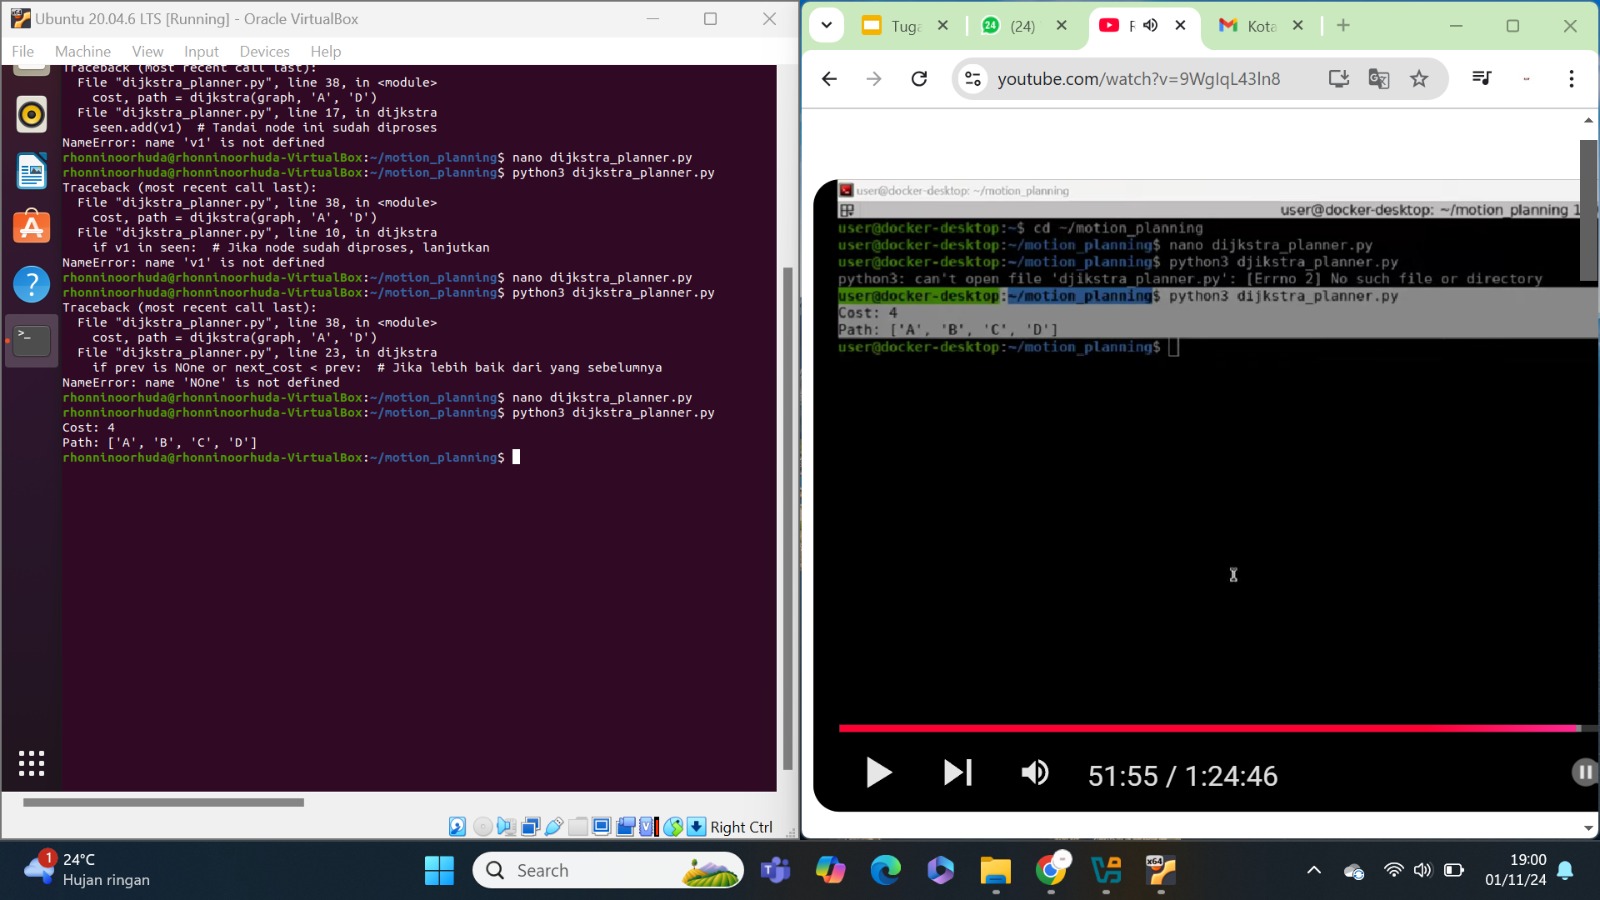 Ubuntu 20.04.6 LTS [Running] - Oracle VirtualBox
File Machine View Input Devices Help
Traceback (most recent call last):
File "dijkstra_planner.py", line 38, in <module>
cost, path = dijkstra(graph, 'A', 'D')
File "dijkstra_planner.py", line 17, in dijkstra
seen.add(v1)  # Tandai node ini sudah diproses
NameError: name 'v1' is not defined
rhonninoorhuda@rhonninoorhuda-VirtualBox:~/motion_planning$ nano dijkstra_planner.py
rhonninoorhuda@rhonninoorhuda-VirtualBox:~/motion_planning$ python3 dijkstra_planner.py
Traceback (most recent call last):
File "dijkstra_planner.py", line 38, in <module>
cost, path = dijkstra(graph, 'A', 'D')
File "dijkstra_planner.py", line 10, in dijkstra
if v1 in seen:  # Jika node sudah diproses, lanjutkan
NameError: name 'v1' is not defined
rhonninoorhuda@rhonninoorhuda-VirtualBox:~/motion_planning$ nano dijkstra_planner.py
rhonninoorhuda@rhonninoorhuda-VirtualBox:~/motion_planning$ python3 dijkstra_planner.py
Traceback (most recent call last):
File "dijkstra_planner.py", line 38, in <module>
cost, path = dijkstra(graph, 'A', 'D')
File "dijkstra_planner.py", line 23, in dijkstra
if prev is NOne or next_cost < prev:  # Jika lebih baik dari yang sebelumnya
NameError: name 'NOne' is not defined
rhonninoorhuda@rhonninoorhuda-VirtualBox:~/motion_planning$ nano dijkstra_planner.py
rhonninoorhuda@rhonninoorhuda-VirtualBox:~/motion_planning$ python3 dijkstra_planner.py
Cost: 4
Path: ['A', 'B', 'C', 'D']
rhonninoorhuda@rhonninoorhuda-VirtualBox:~/motion_planning$
Right Ctrl
Tuga 24 (24) Kota
youtube.com/watch?v=9WgIqL43In8
user@docker-desktop: ~/motion_planning
user@docker-desktop: ~/motion_planning 1
user@docker-desktop:~$ cd ~/motion_planning
user@docker-desktop:~/motion_planning$ nano dijkstra_planner.py
user@docker-desktop:~/motion_planning$ python3 djikstra_planner.py
python3: can't open file 'djikstra_planner.py': [Errno 2] No such file or directory
user@docker-desktop:~/motion_planning$ python3 dijkstra_planner.py
Cost: 4
Path: ['A', 'B', 'C', 'D']
user@docker-desktop:~/motion_planning$
51:55 / 1:24:46
1
24°C
Hujan ringan
Search
x64
19:00
01/11/24